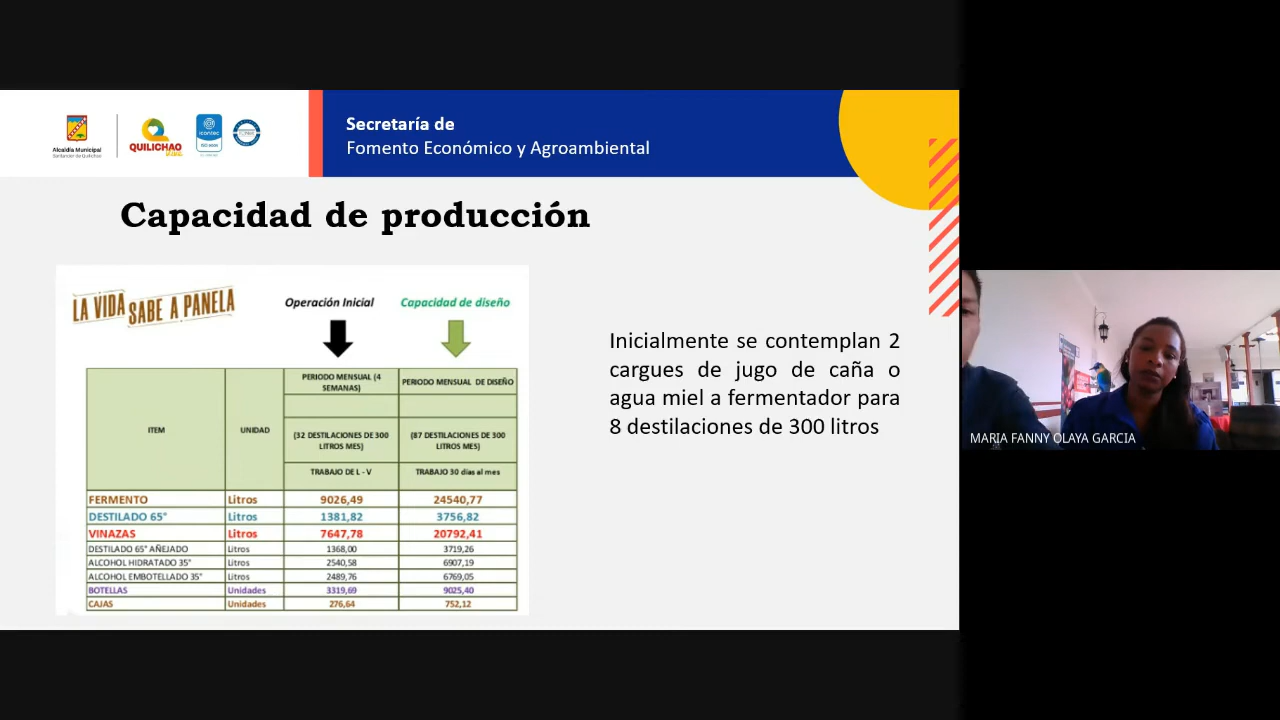 Alcaldía Municipal
Santander de Quilichao
QUILICHAO
icontec
ISO 9001
Secretaría de
Fomento Económico y Agroambiental
Capacidad de producción
LA VIDA SABE A PANELA
Operación Inicial
Capacidad de diseño
ITEM
UNIDAD
PERIODO MENSUAL (4
SEMANAS)
PERIODO MENSUAL DE DISEÑO
(32 DESTILACIONES DE 300
LITROS MES)
(87 DESTILACIONES DE 300
LITROS MES)
TRABAJO DE L - V
TRABAJO 30 días al mes
FERMENTO Litros 9026,49 24540,77
DESTILADO 65° Litros 1381,82 3756,82
VINAZAS Litros 7647,78 20792,41
DESTILADO 65° AÑEJADO Litros 1368,00 3719,26
ALCOHOL HIDRATADO 35° Litros 2540,58 6907,19
ALCOHOL EMBOTELLADO 35° Litros 2489,76 6769,05
BOTELLAS Unidades 3319,69 9025,40
CAJAS Unidades 276,64 752,12
Inicialmente se contemplan 2
cargues de jugo de caña o
agua miel a fermentador para
8 destilaciones de 300 litros
MARIA FANNY OLAYA GARCIA